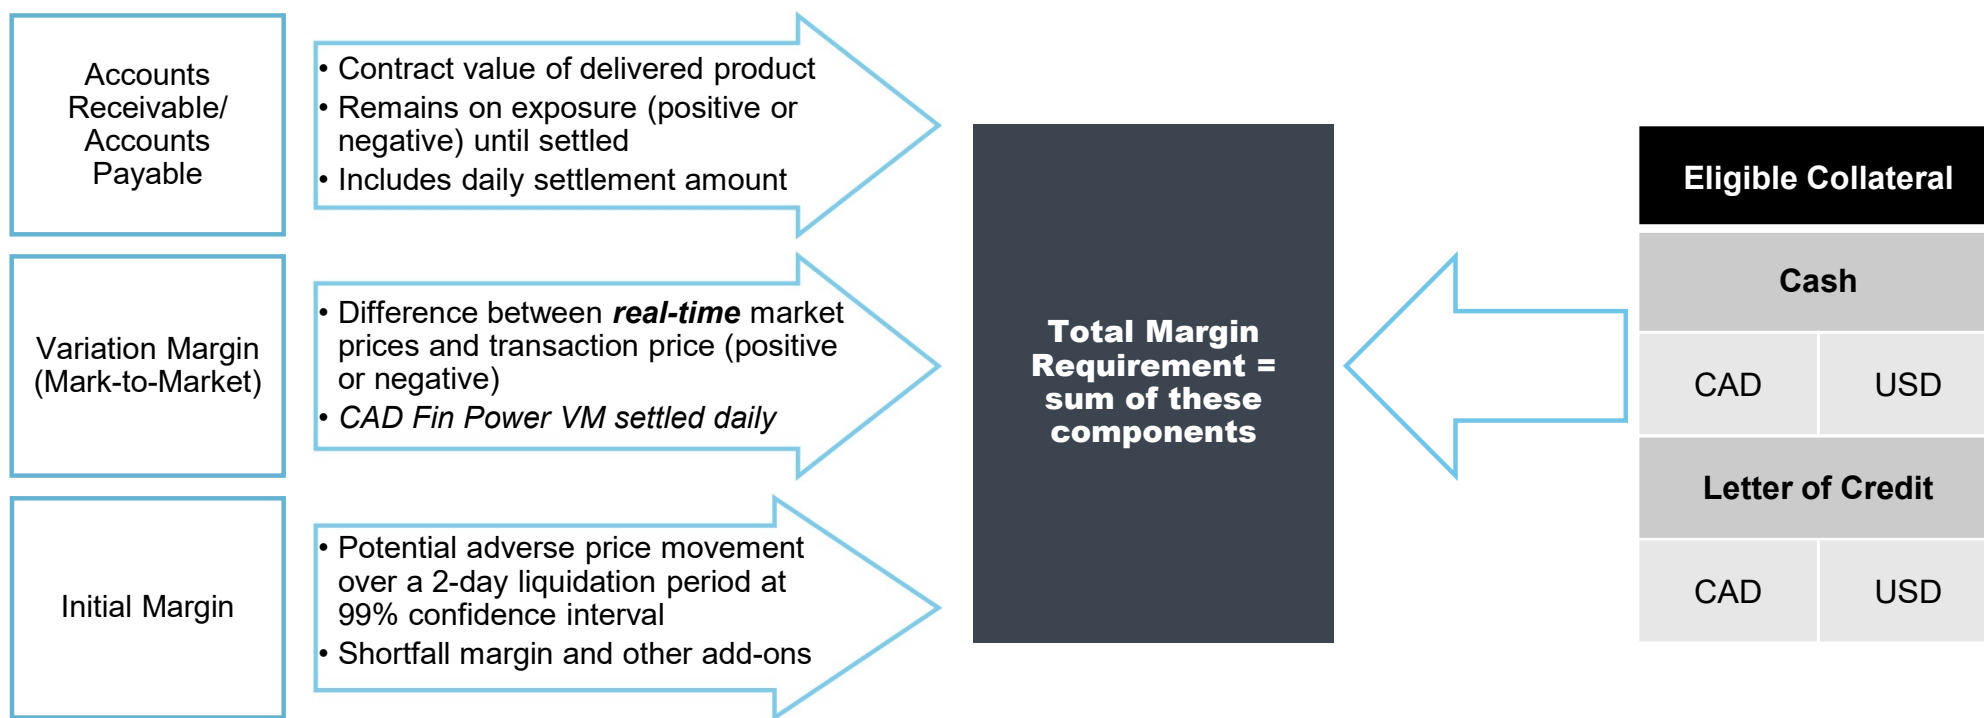 Accounts
Receivable/
Accounts
Payable
• Contract value of delivered product
• Remains on exposure (positive or
negative) until settled
• Includes daily settlement amount
Variation Margin
(Mark-to-Market)
• Difference between real-time market
prices and transaction price (positive
or negative)
• CAD Fin Power VM settled daily
Initial Margin
• Potential adverse price movement
over a 2-day liquidation period at
99% confidence interval
• Shortfall margin and other add-ons
Total Margin
Requirement =
sum of these
components
Eligible Collateral
Cash
CAD USD
Letter of Credit
CAD USD